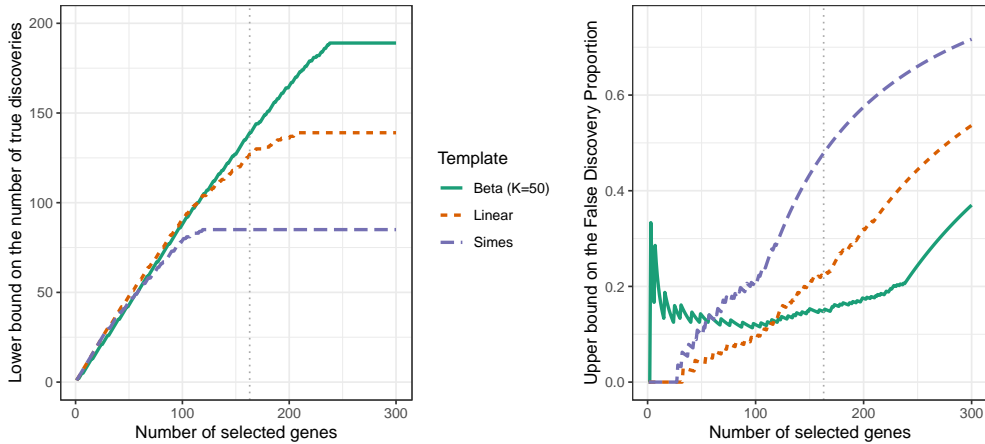 Lower bound on the number of true discoveries
200
150
100
50
0
0 100 200 300
Number of selected genes
Template
Beta (K=50)
Linear
Simes
Upper bound on the False Discovery Proportion
0.6
0.4
0.2
0.0
0 100 200 300
Number of selected genes